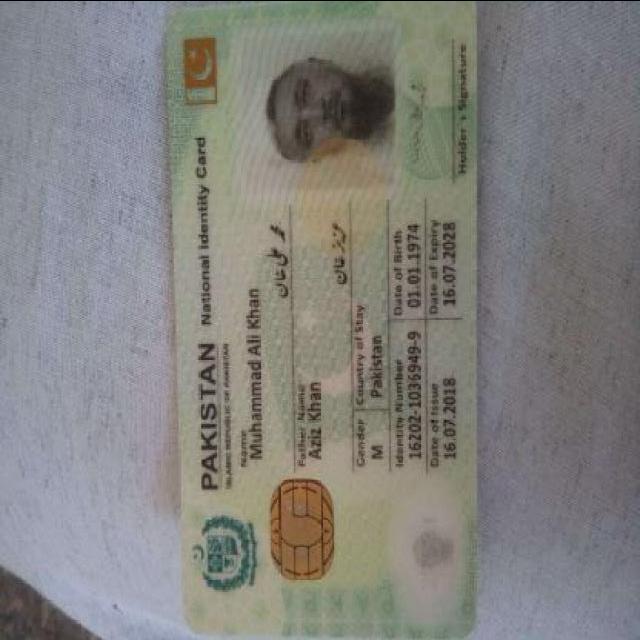 PAKISTAN National Identity Card
ISLAMIC REPUBLIC OF PAKISTAN
Name
Muhammad Ali Khan
محمد علی خان
Father Name
Aziz Khan
عزیز خان
Gender Country of Stay
M Pakistan
Identity Number Date of Birth
16202-1036949-9 01.01.1974
Date of Issue Date of Expiry
16.07.2018 16.07.2028
Holder's Signature